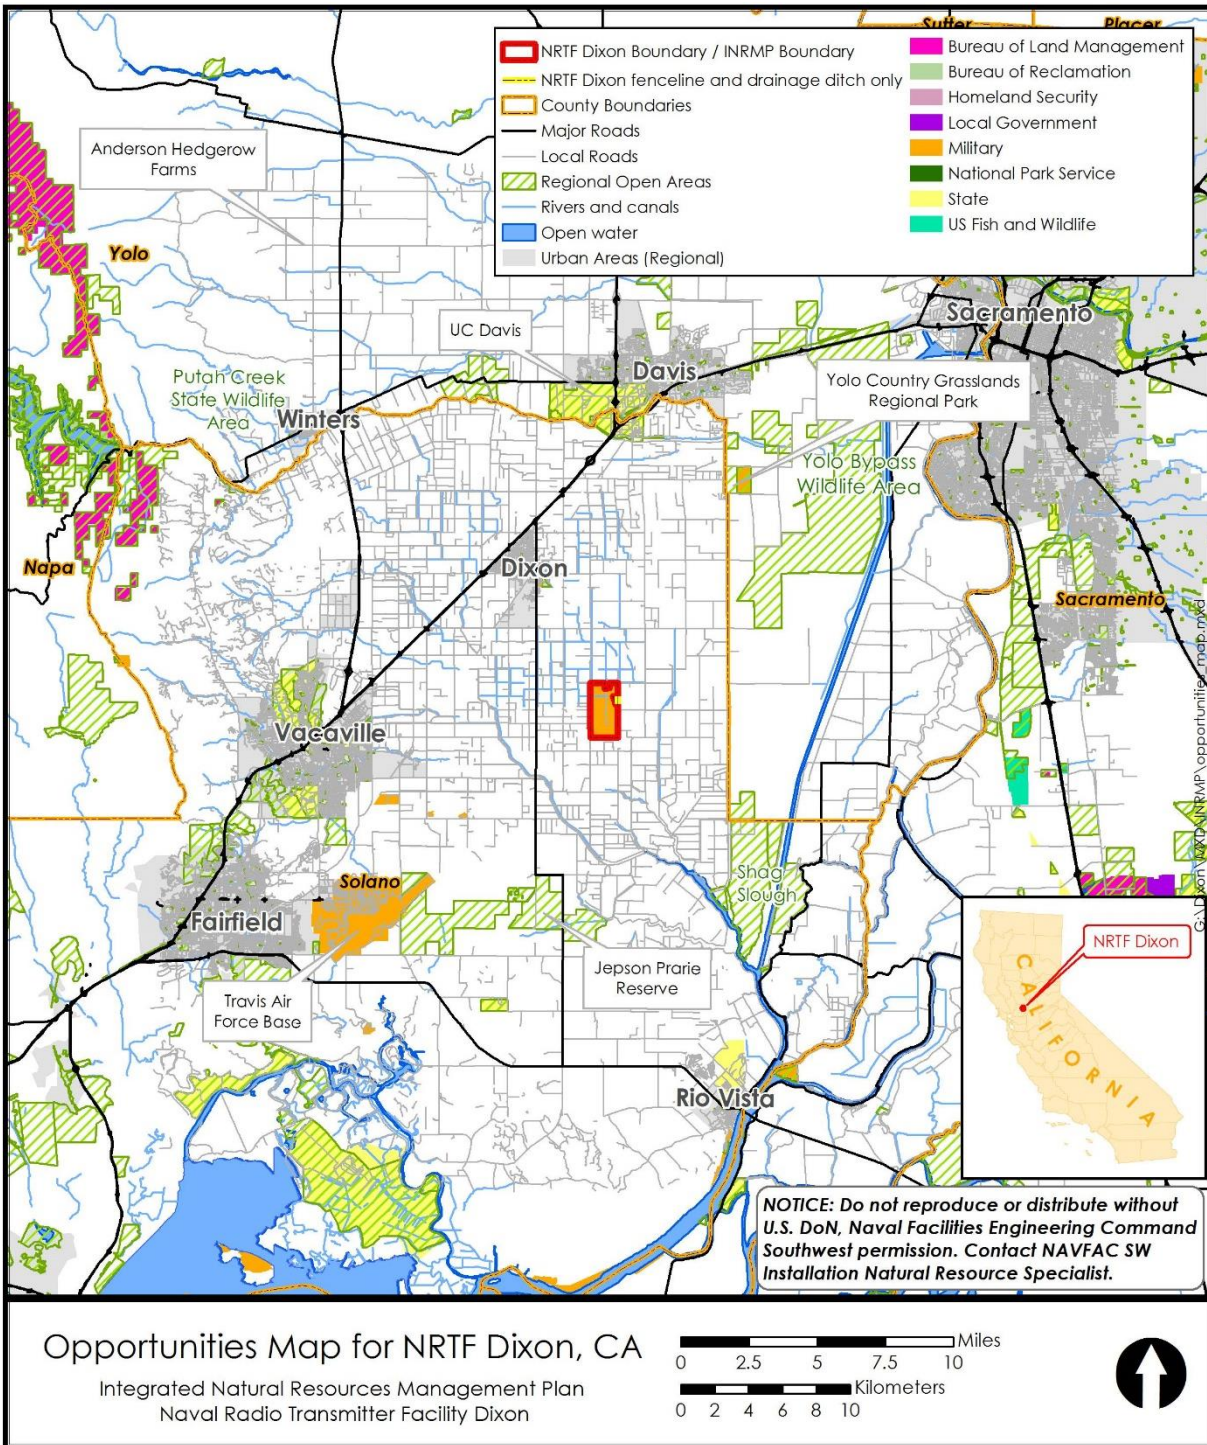 Sutter
Placer
NRTF Dixon Boundary / INRMP Boundary
NRTF Dixon fenceline and drainage ditch only
County Boundaries
Major Roads
Local Roads
Regional Open Areas
Rivers and canals
Open water
Urban Areas (Regional)
Bureau of Land Management
Bureau of Reclamation
Homeland Security
Local Government
Military
National Park Service
State
US Fish and Wildlife
Anderson Hedgerow
Farms
Yolo
UC Davis
Sacramento
Davis
Putah Creek
State Wildlife
Area
Winters
Yolo Country Grasslands
Regional Park
Yolo Bypass
Wildlife Area
Napa
Dixon
Sacramento
Vacaville
G:\Dixon\MXD\INRMP\opportunities_map.mxd
Solano
Shag
Slough
Fairfield
Travis Air
Force Base
Jepson Prarie
Reserve
NRTF Dixon
CALIFORNIA
Rio Vista
NOTICE: Do not reproduce or distribute without
U.S. DoN, Naval Facilities Engineering Command
Southwest permission. Contact NAVFAC SW
Installation Natural Resource Specialist.
Opportunities Map for NRTF Dixon, CA
Integrated Natural Resources Management Plan
Naval Radio Transmitter Facility Dixon
Miles
0 2.5 5 7.5 10
Kilometers
0 2 4 6 8 10